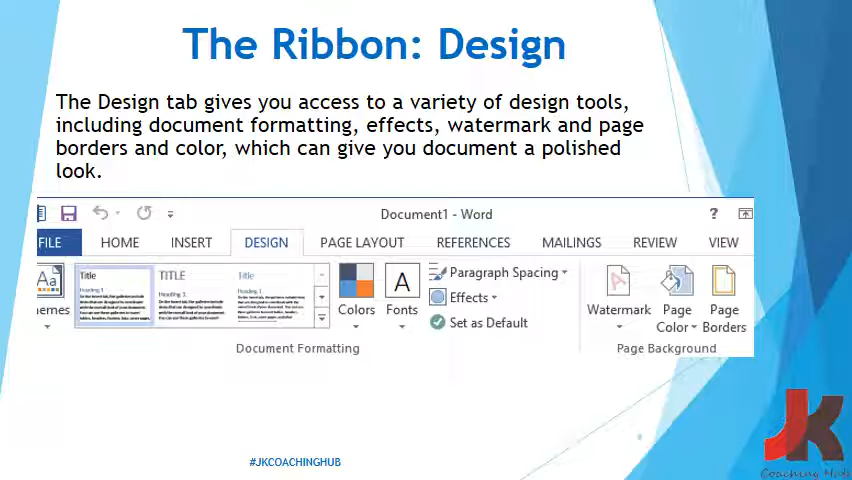 The Ribbon: Design
The Design tab gives you access to a variety of design tools,
including document formatting, effects, watermark and page
borders and color, which can give you document a polished
look.
Document1 - Word
?
FILE HOME INSERT DESIGN PAGE LAYOUT REFERENCES MAILINGS REVIEW VIEW
Aa
Title TITLE Title
Heading 1 Heading 1 Heading 1
A
Paragraph Spacing
Effects
Set as Default
Colors Fonts
Watermark Page Color Page Borders
Document Formatting Page Background
#JKCOACHINGHUB
JK
Coaching Hub